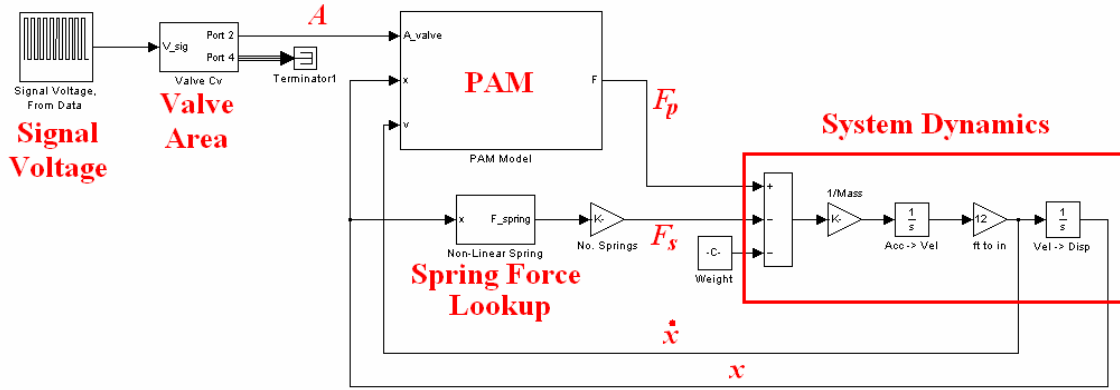 A
V_sig
Port 2
Port 4
Valve Cv
Terminator1
Signal Voltage,
From Data
Signal
Voltage
Valve
Area
A_valve
x
v
F
PAM
PAM Model
Fp
System Dynamics
x
F_spring
Non-Linear Spring
K-
No. Springs
Fs
Spring Force
Lookup
-C-
Weight
+
−
−
1/Mass
K-
1
s
Acc -> Vel
12
ft to in
1
s
Vel -> Disp
ẋ
x